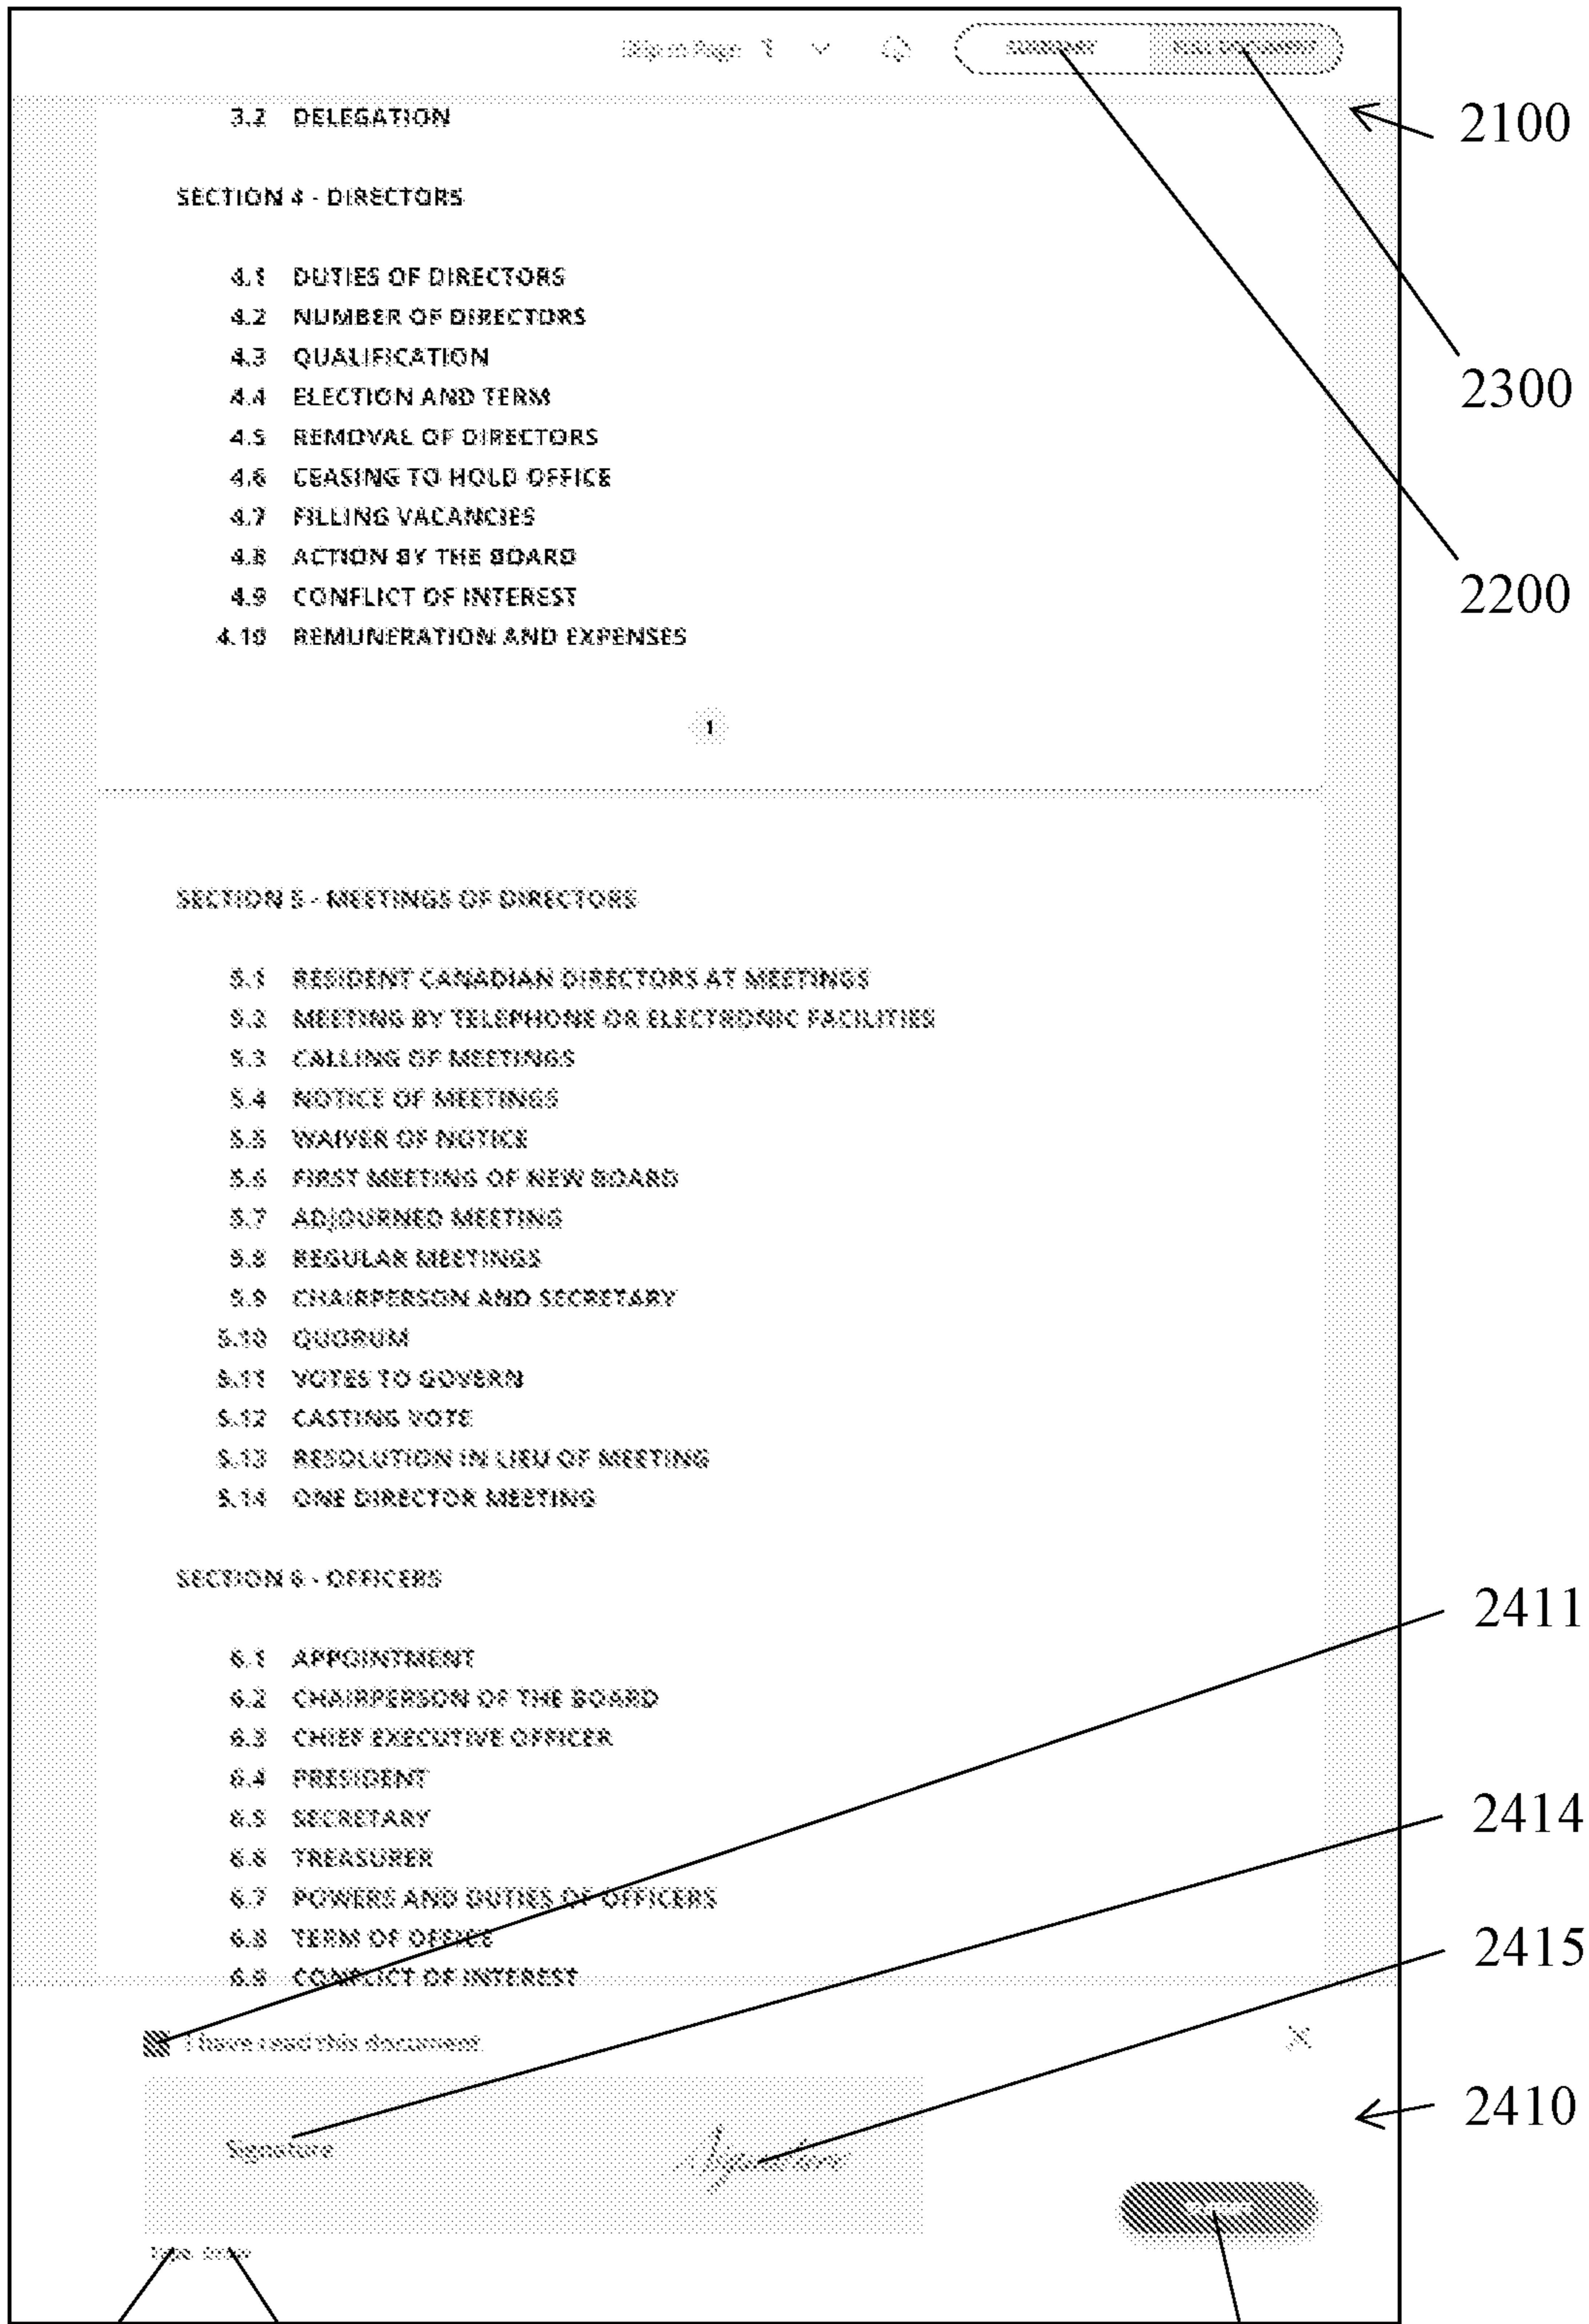 Skip to Page 1 SUMMARY FULL DOCUMENT
2100
3.2 DELEGATION
SECTION 4 - DIRECTORS
4.1 DUTIES OF DIRECTORS
4.2 NUMBER OF DIRECTORS
4.3 QUALIFICATION
2300
4.4 ELECTION AND TERM
4.5 REMOVAL OF DIRECTORS
4.6 CEASING TO HOLD OFFICE
4.7 FILLING VACANCIES
4.8 ACTION BY THE BOARD
4.9 CONFLICT OF INTEREST
2200
4.10 REMUNERATION AND EXPENSES
1
SECTION 5 - MEETINGS OF DIRECTORS
5.1 RESIDENT CANADIAN DIRECTORS AT MEETINGS
5.2 MEETING BY TELEPHONE OR ELECTRONIC FACILITIES
5.3 CALLING OF MEETINGS
5.4 NOTICE OF MEETINGS
5.5 WAIVER OF NOTICE
5.6 FIRST MEETING OF NEW BOARD
5.7 ADJOURNED MEETING
5.8 REGULAR MEETINGS
5.9 CHAIRPERSON AND SECRETARY
5.10 QUORUM
5.11 VOTES TO GOVERN
5.12 CASTING VOTE
5.13 RESOLUTION IN LIEU OF MEETING
5.14 ONE DIRECTOR MEETING
SECTION 6 - OFFICERS
2411
6.1 APPOINTMENT
6.2 CHAIRPERSON OF THE BOARD
6.3 CHIEF EXECUTIVE OFFICER
6.4 PRESIDENT
6.5 SECRETARY
2414
6.6 TREASURER
6.7 POWERS AND DUTIES OF OFFICERS
6.8 TERM OF OFFICE
2415
6.9 CONFLICT OF INTEREST
I have read this document
2410
Signature Signature
Type Draw